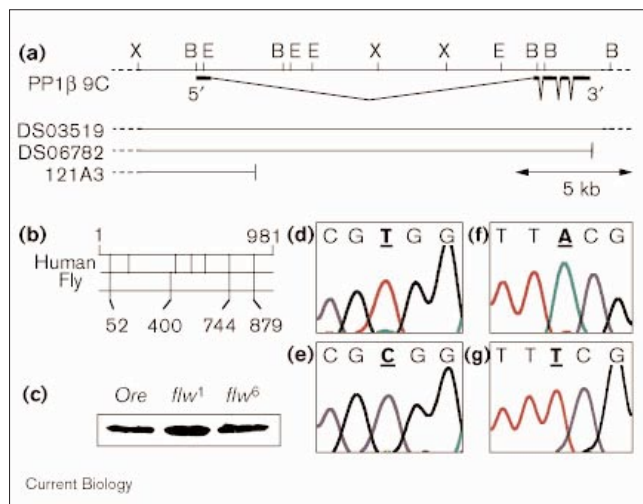 (a)
X B E B E E X X E B B B
PP1β 9C
5′ 3′
DS03519
DS06782
121A3
5 kb
(b)
1 981
Human
Fly
52 400 744 879
(c)
Ore flw¹ flw⁶
(d)
C G T G G
(e)
C G C G G
(f)
T T A C G
(g)
T T T C G
Current Biology